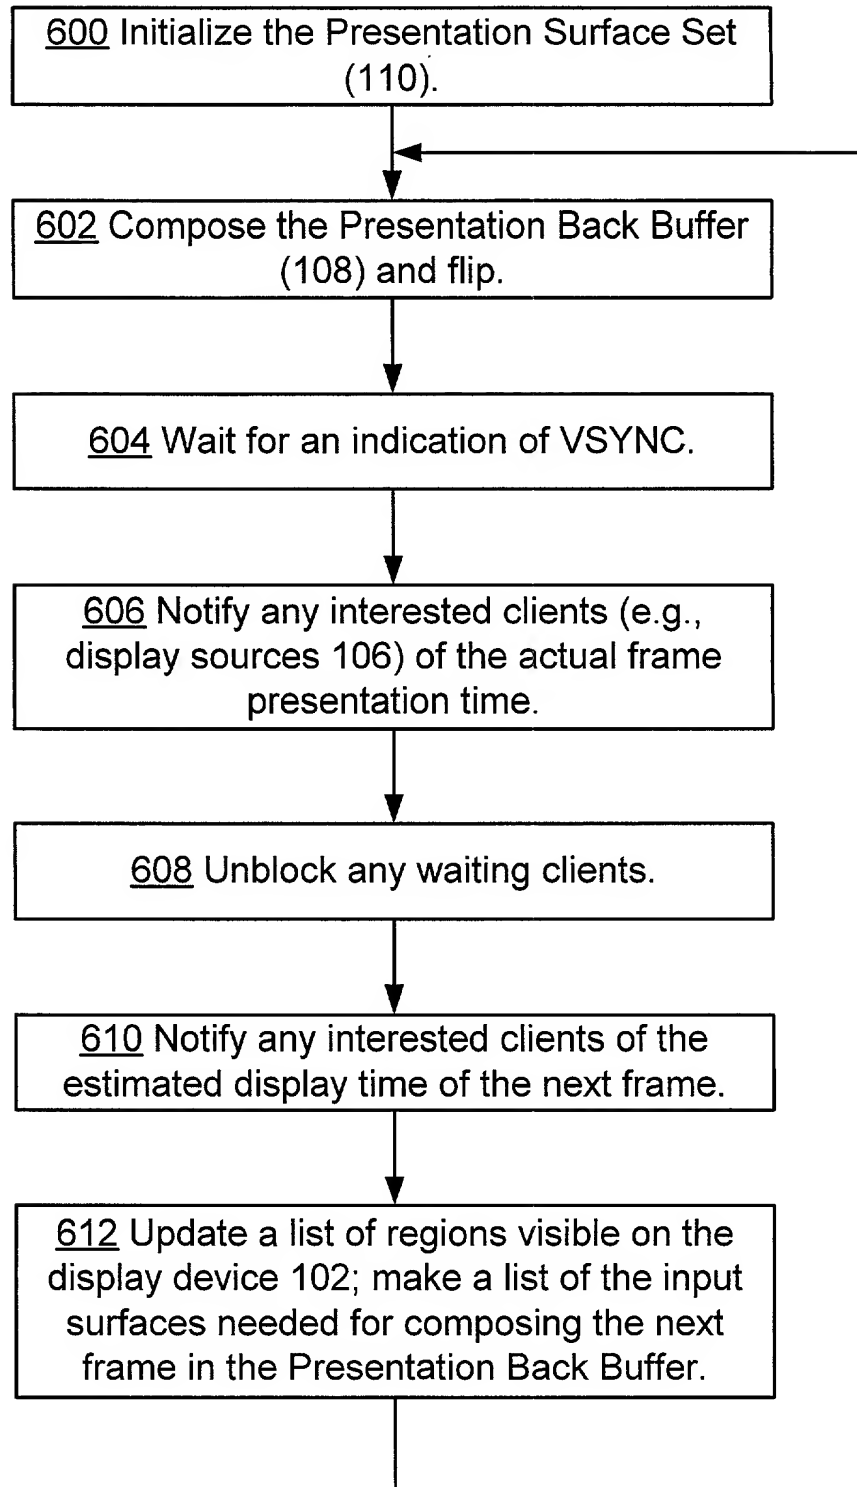 600 Initialize the Presentation Surface Set
(110).
602 Compose the Presentation Back Buffer
(108) and flip.
604 Wait for an indication of VSYNC.
606 Notify any interested clients (e.g.,
display sources 106) of the actual frame
presentation time.
608 Unblock any waiting clients.
610 Notify any interested clients of the
estimated display time of the next frame.
612 Update a list of regions visible on the
display device 102; make a list of the input
surfaces needed for composing the next
frame in the Presentation Back Buffer.